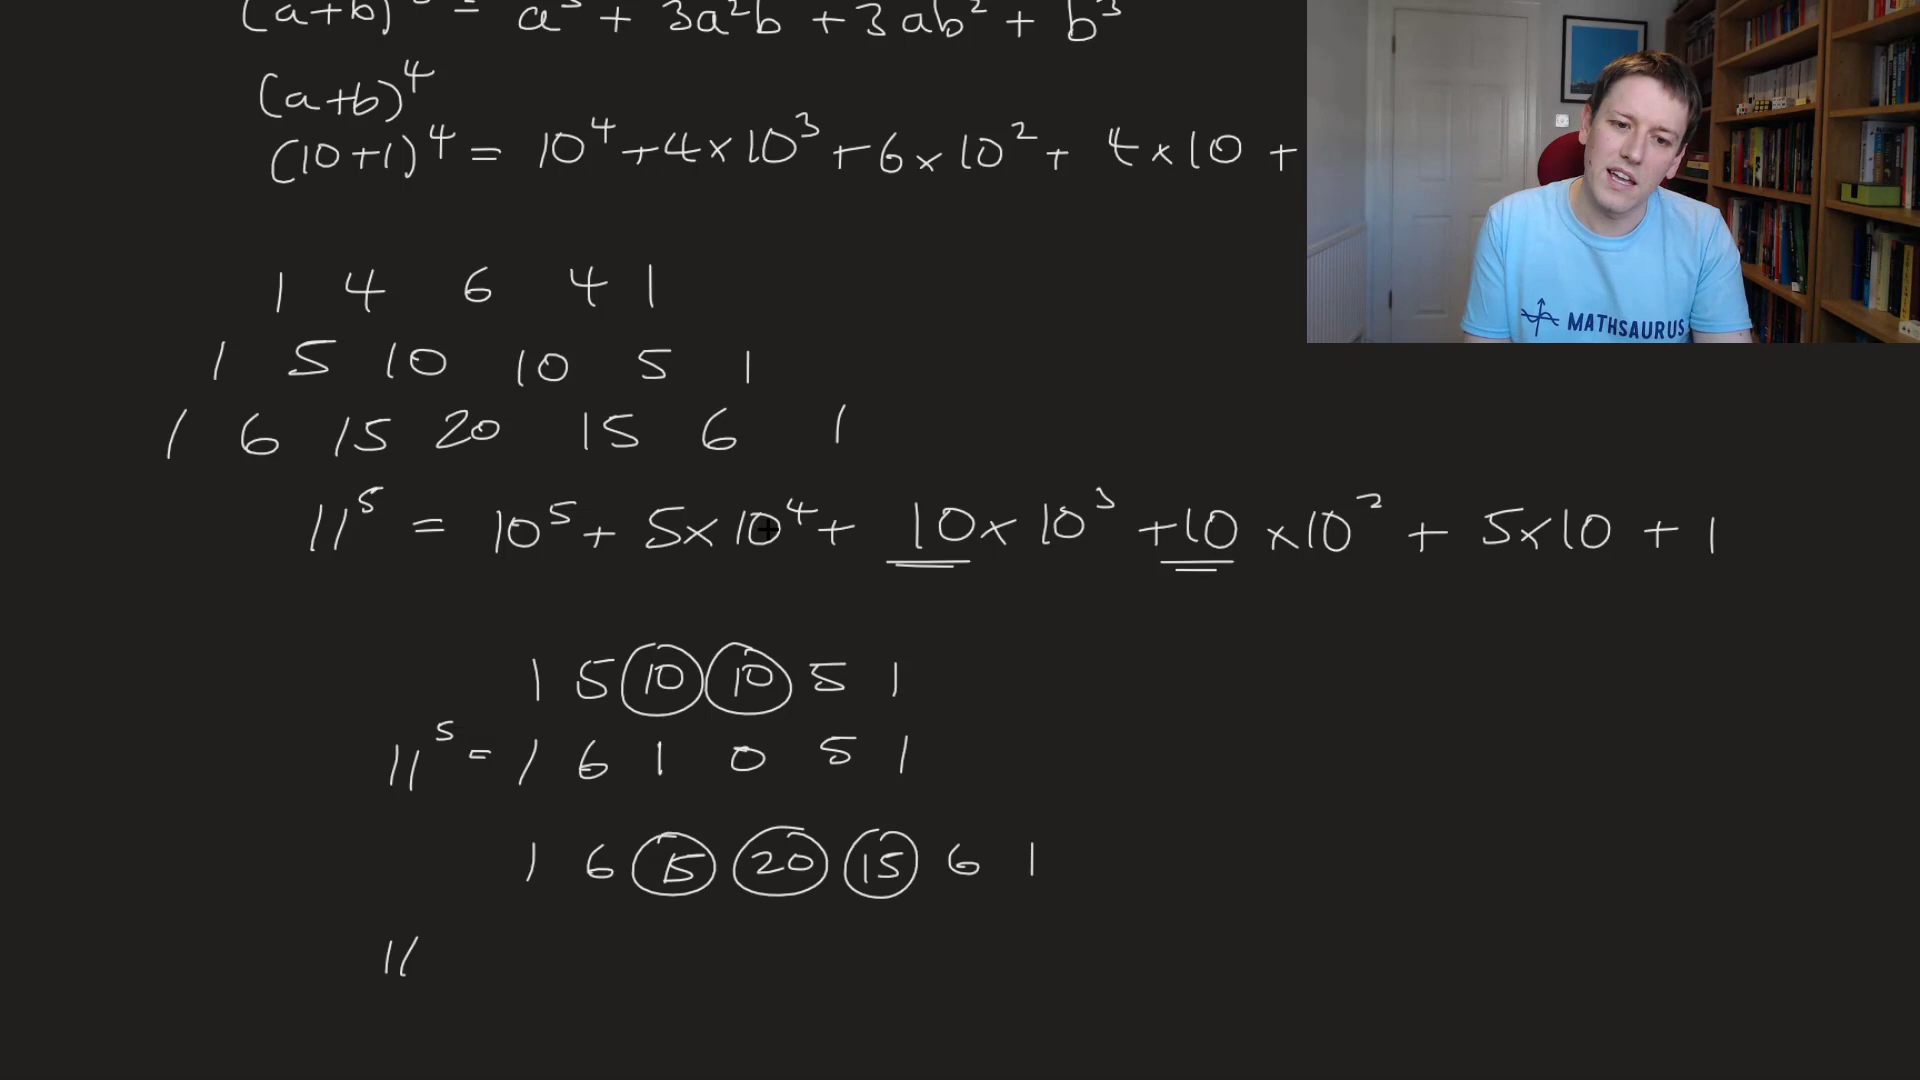 (a+b)³ = a³ + 3a²b + 3ab² + b³
(a+b)⁴
(10+1)⁴ = 10⁴ + 4×10³ + 6×10² + 4×10 +
MATHSAURUS
1 4 6 4 1
1 5 10 10 5 1
1 6 15 20 15 6 1
11⁵ = 10⁵ + 5×10⁴ + 10×10³ + 10×10² + 5×10 + 1
1 5 10 10 5 1
11⁵ = 1 6 1 0 5 1
1 6 15 20 15 6 1
11